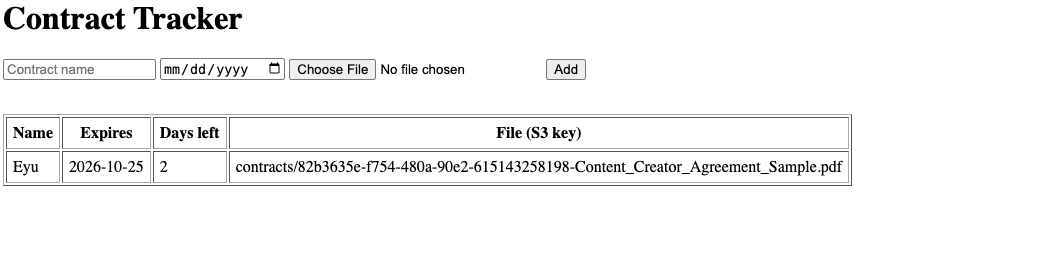 Contract Tracker
Contract name mm/dd/yyyy Choose File No file chosen Add
Name Expires Days left File (S3 key)
Eyu 2026-10-25 2 contracts/82b3635e-f754-480a-90e2-615143258198-Content_Creator_Agreement_Sample.pdf